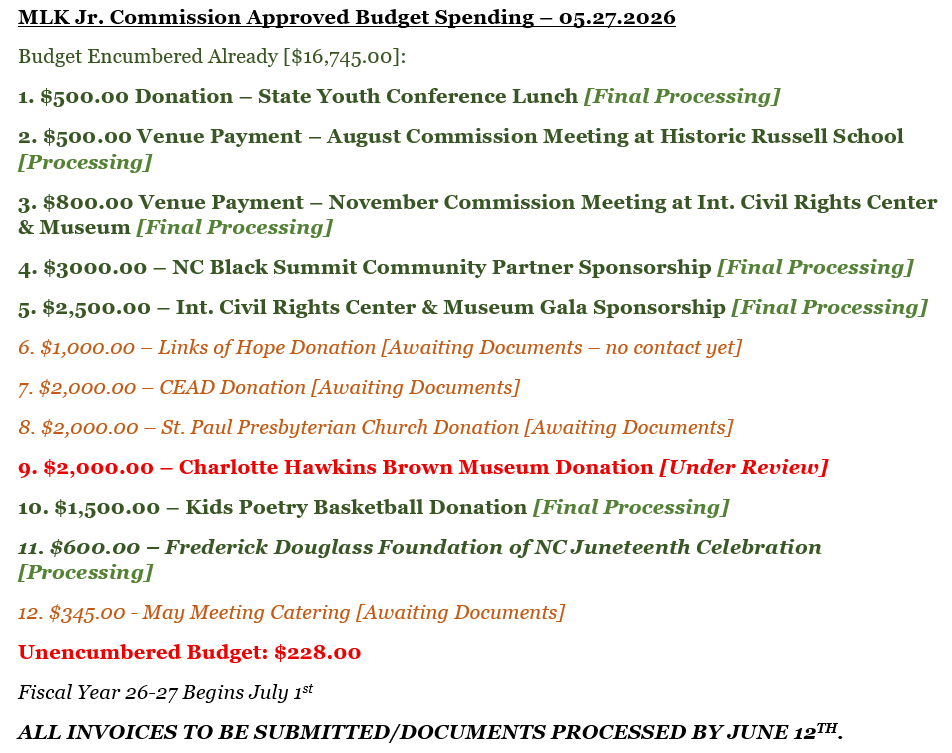 MLK Jr. Commission Approved Budget Spending – 05.27.2026
Budget Encumbered Already [$16,745.00]:
1. $500.00 Donation – State Youth Conference Lunch [Final Processing]
2. $500.00 Venue Payment – August Commission Meeting at Historic Russell School
[Processing]
3. $800.00 Venue Payment – November Commission Meeting at Int. Civil Rights Center
& Museum [Final Processing]
4. $3000.00 – NC Black Summit Community Partner Sponsorship [Final Processing]
5. $2,500.00 – Int. Civil Rights Center & Museum Gala Sponsorship [Final Processing]
6. $1,000.00 – Links of Hope Donation [Awaiting Documents – no contact yet]
7. $2,000.00 – CEAD Donation [Awaiting Documents]
8. $2,000.00 – St. Paul Presbyterian Church Donation [Awaiting Documents]
9. $2,000.00 – Charlotte Hawkins Brown Museum Donation [Under Review]
10. $1,500.00 – Kids Poetry Basketball Donation [Final Processing]
11. $600.00 – Frederick Douglass Foundation of NC Juneteenth Celebration
[Processing]
12. $345.00 - May Meeting Catering [Awaiting Documents]
Unencumbered Budget: $228.00
Fiscal Year 26-27 Begins July 1st
ALL INVOICES TO BE SUBMITTED/DOCUMENTS PROCESSED BY JUNE 12TH.